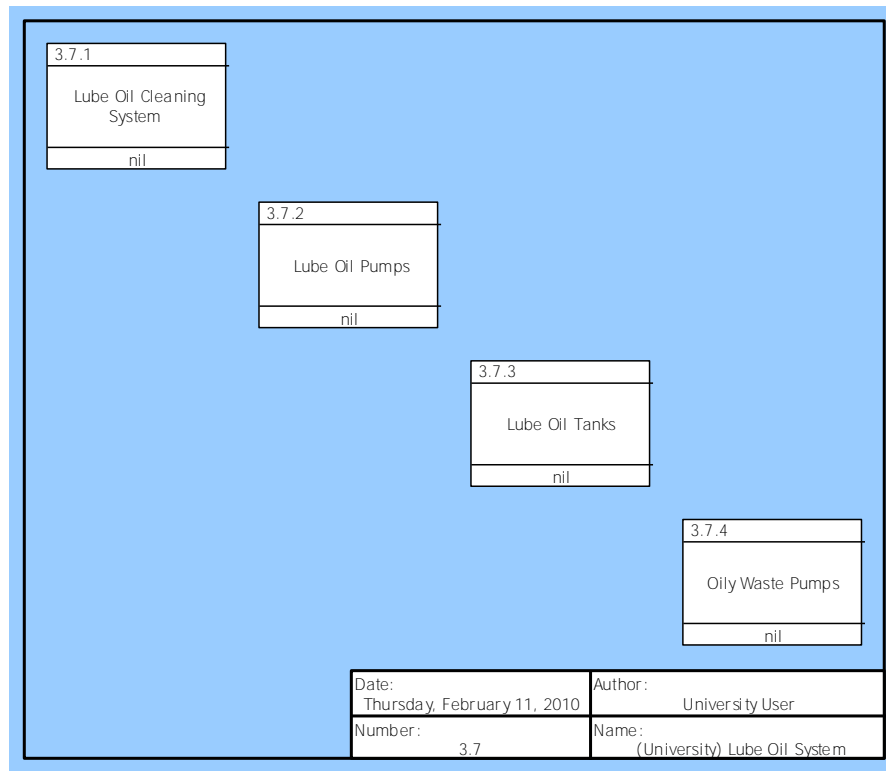 3.7.1
Lube Oil Cleaning
System
nil
3.7.2
Lube Oil Pumps
nil
3.7.3
Lube Oil Tanks
nil
3.7.4
Oily Waste Pumps
nil
Date:
Thursday, February 11, 2010
Author:
University User
Number:
3.7
Name:
(University) Lube Oil System